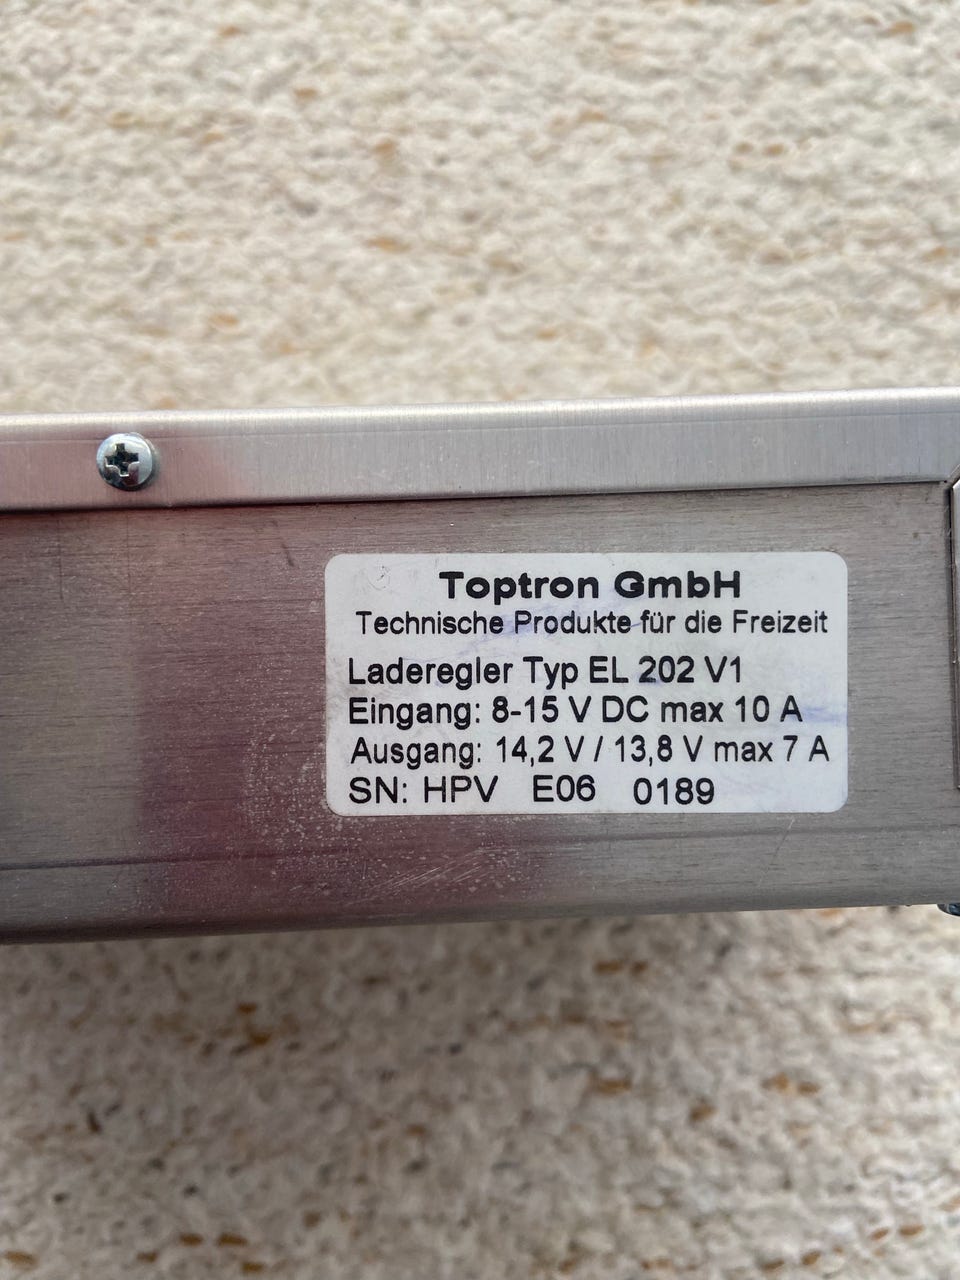 Toptron GmbH
Technische Produkte für die Freizeit
Laderegler Typ EL 202 V1
Eingang: 8-15 V DC max 10 A
Ausgang: 14,2 V / 13,8 V max 7 A
SN: HPV E06 0189